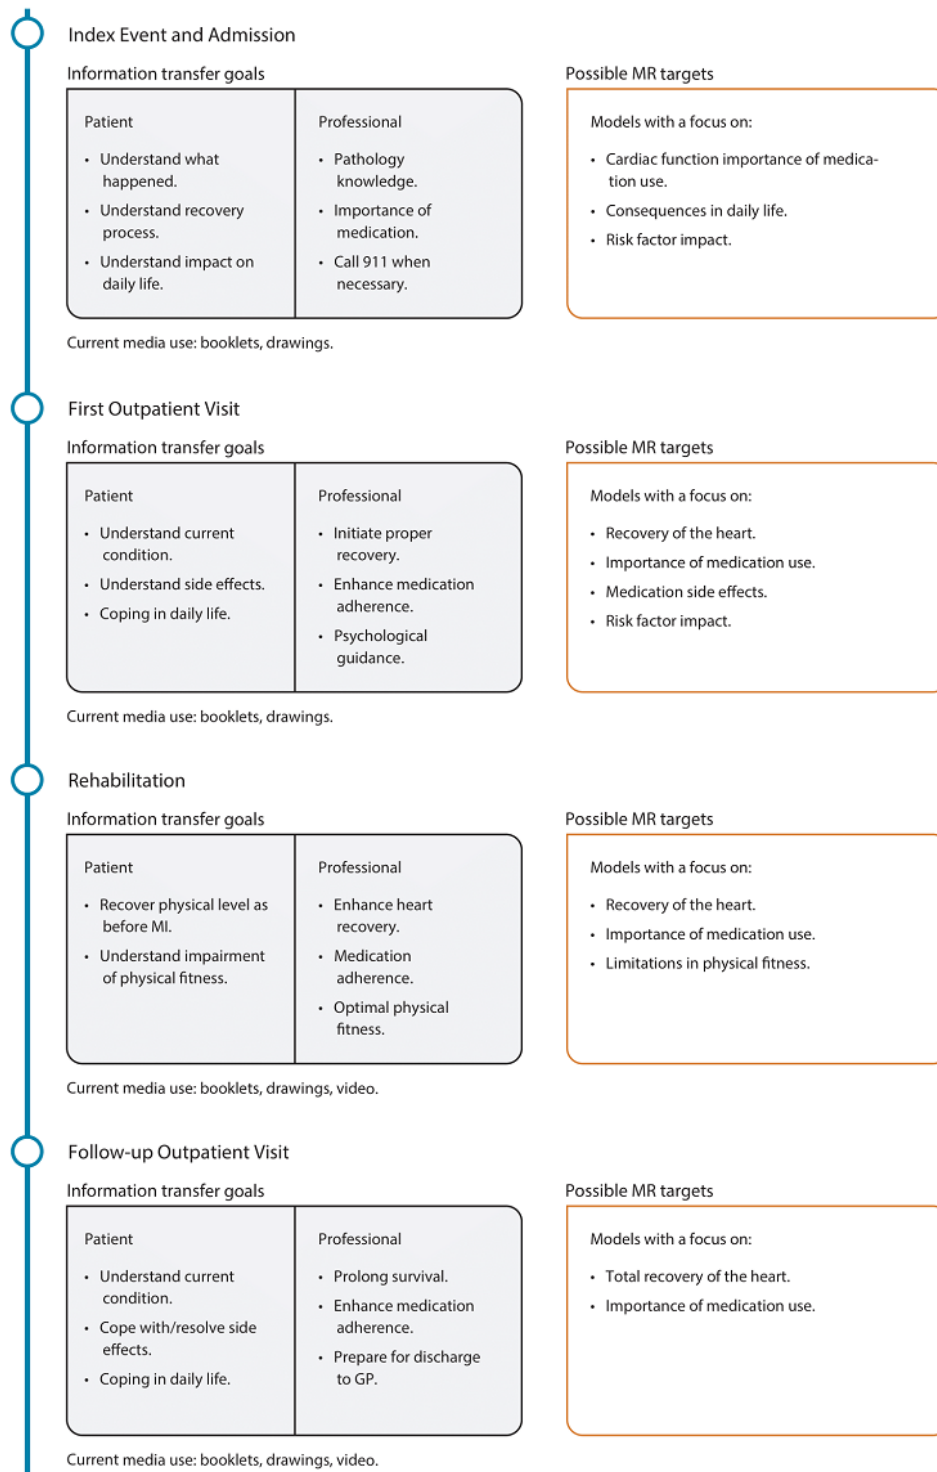 Index Event and Admission
Information transfer goals
Patient
• Understand what
happened.
• Understand recovery
process.
• Understand impact on
daily life.
Professional
• Pathology
knowledge.
• Importance of
medication.
• Call 911 when
necessary.
Possible MR targets
Models with a focus on:
• Cardiac function importance of medica-
tion use.
• Consequences in daily life.
• Risk factor impact.
Current media use: booklets, drawings.
First Outpatient Visit
Information transfer goals
Patient
• Understand current
condition.
• Understand side effects.
• Coping in daily life.
Professional
• Initiate proper
recovery.
• Enhance medication
adherence.
• Psychological
guidance.
Possible MR targets
Models with a focus on:
• Recovery of the heart.
• Importance of medication use.
• Medication side effects.
• Risk factor impact.
Current media use: booklets, drawings.
Rehabilitation
Information transfer goals
Patient
• Recover physical level as
before MI.
• Understand impairment
of physical fitness.
Professional
• Enhance heart
recovery.
• Medication
adherence.
• Optimal physical
fitness.
Possible MR targets
Models with a focus on:
• Recovery of the heart.
• Importance of medication use.
• Limitations in physical fitness.
Current media use: booklets, drawings, video.
Follow-up Outpatient Visit
Information transfer goals
Patient
• Understand current
condition.
• Cope with/resolve side
effects.
• Coping in daily life.
Professional
• Prolong survival.
• Enhance medication
adherence.
• Prepare for discharge
to GP.
Possible MR targets
Models with a focus on:
• Total recovery of the heart.
• Importance of medication use.
Current media use: booklets, drawings, video.